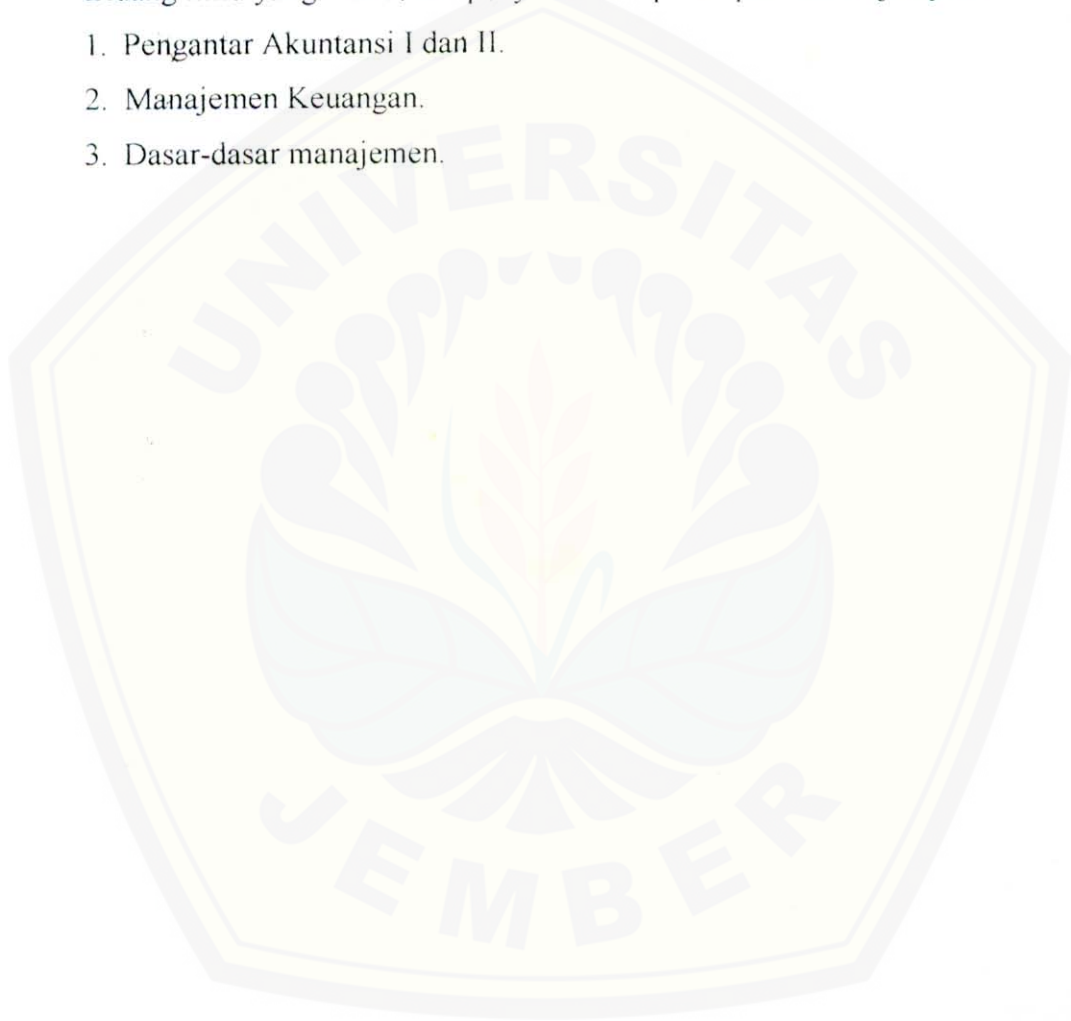 1. Pengantar Akuntansi I dan II.
2. Manajemen Keuangan.
3. Dasar-dasar manajemen.
UNIVERSITAS
JEMBER